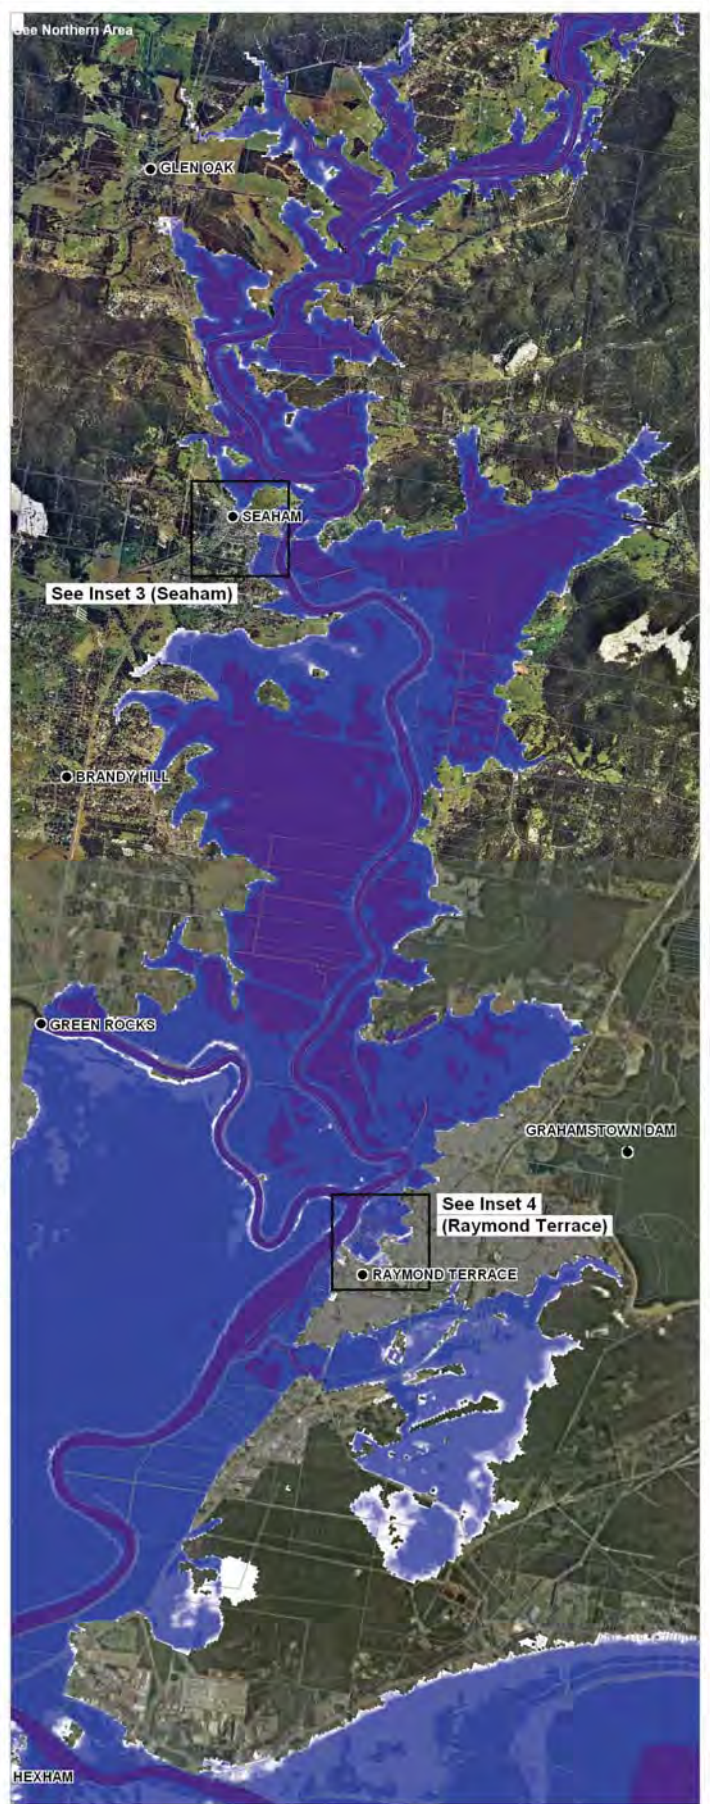 See Northern Area
GLEN OAK
SEAHAM
See Inset 3 (Seaham)
BRANDY HILL
GREEN ROCKS
GRAHAMSTOWN DAM
See Inset 4
(Raymond Terrace)
RAYMOND TERRACE
HEXHAM